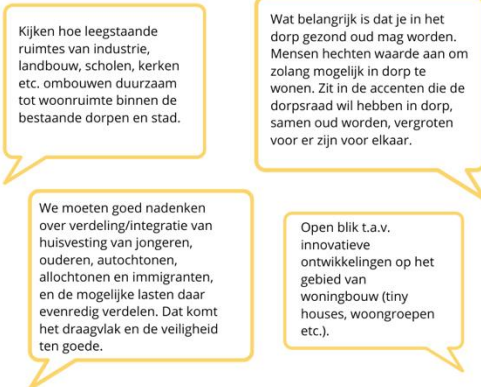 Kijken hoe leegstaande
ruimtes van industrie,
landbouw, scholen, kerken
etc. ombouwen duurzaam
tot woonruimte binnen de
bestaande dorpen en stad.
Wat belangrijk is dat je in het
dorp gezond oud mag worden.
Mensen hechten waarde aan om
zolang mogelijk in dorp te
wonen. Zit in de accenten die de
dorpsraad wil hebben in dorp,
samen oud worden, vergroten
voor er zijn voor elkaar.
We moeten goed nadenken
over verdeling/integratie van
huisvesting van jongeren,
ouderen, autochtonen,
allochtonen en immigranten,
en de mogelijke lasten daar
evenredig verdelen. Dat komt
het draagvlak en de veiligheid
ten goede.
Open blik t.a.v.
innovatieve
ontwikkelingen op het
gebied van
woningbouw (tiny
houses, woongroepen
etc.).